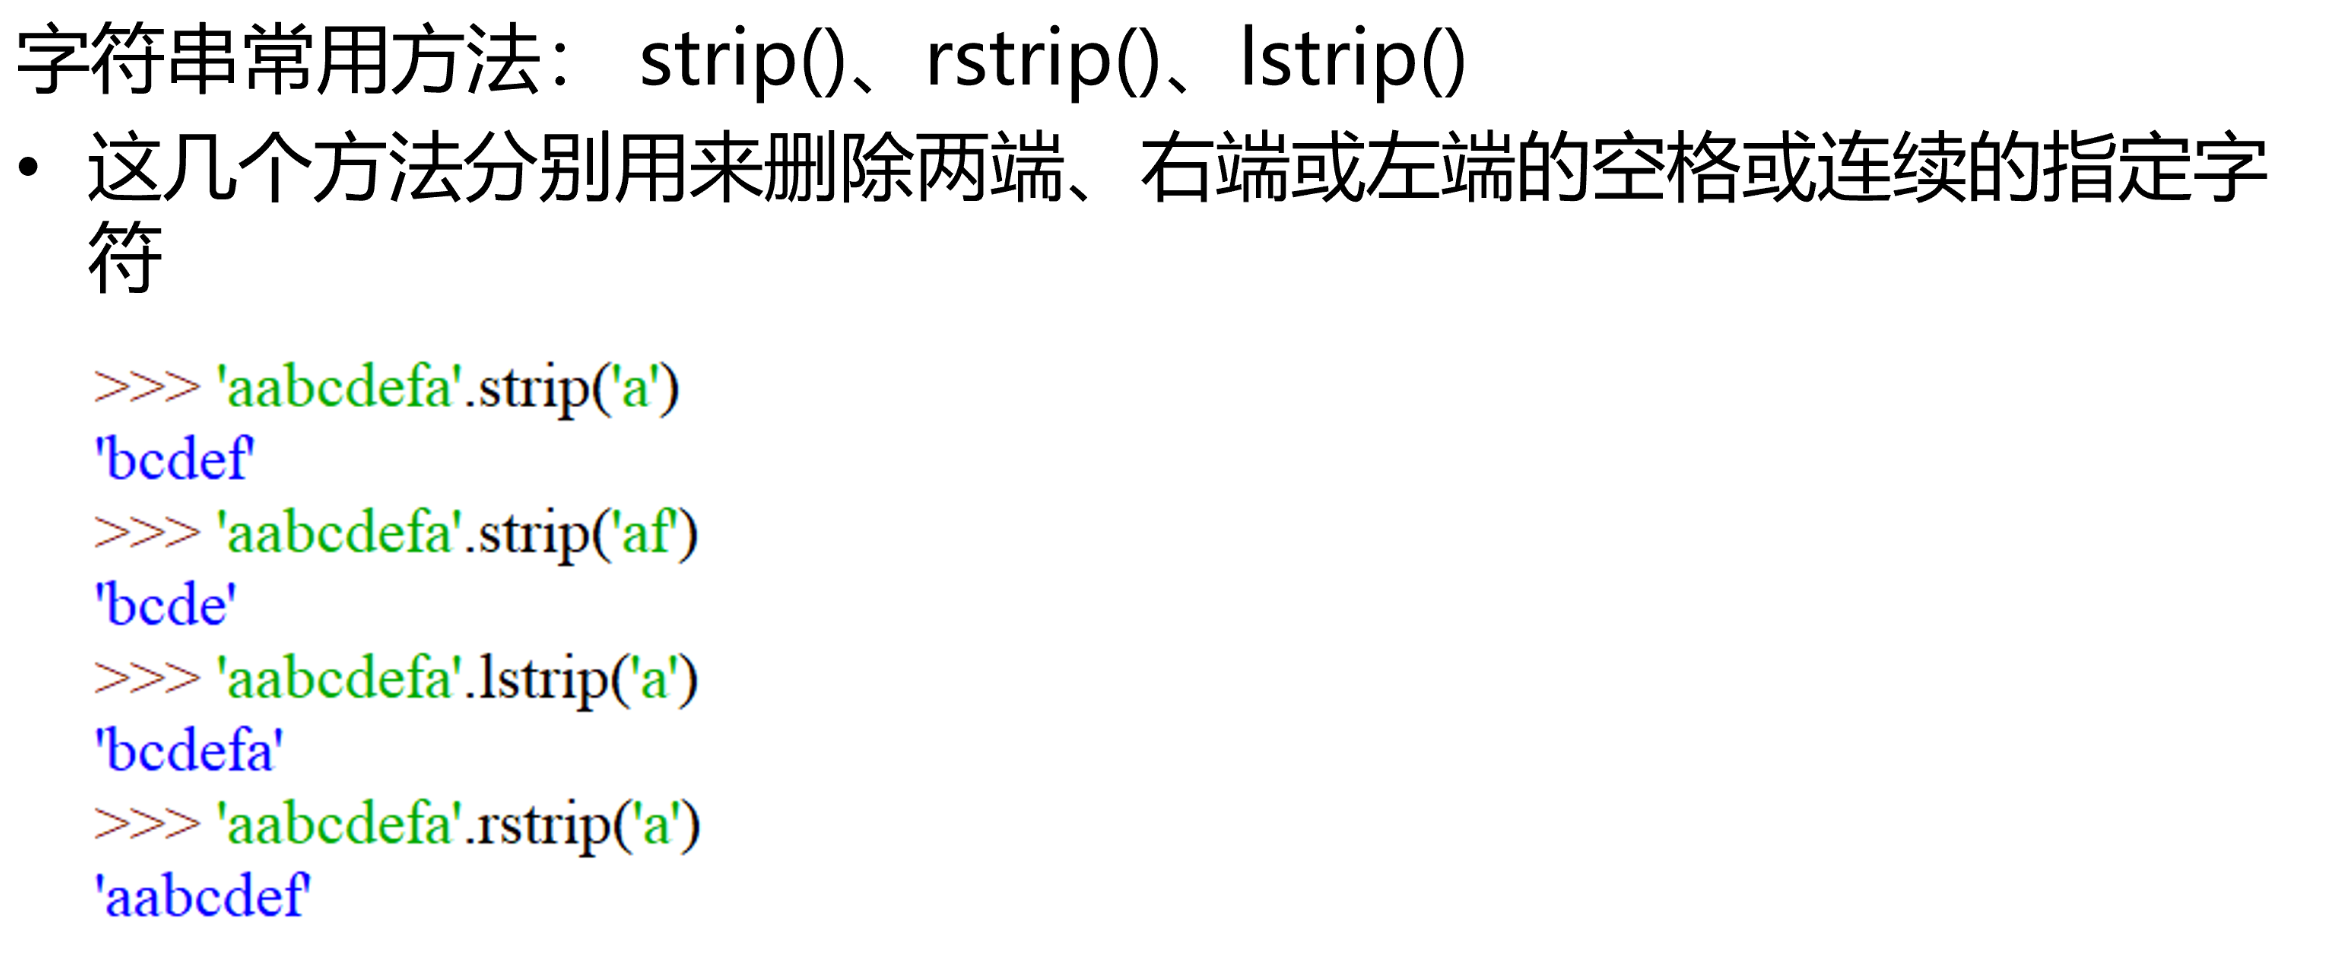 字符串常用方法： strip()、rstrip()、lstrip()
• 这几个方法分别用来删除两端、右端或左端的空格或连续的指定字
符
>>> 'aabcdefa'.strip('a')
'bcdef'
>>> 'aabcdefa'.strip('af')
'bcde'
>>> 'aabcdefa'.lstrip('a')
'bcdefa'
>>> 'aabcdefa'.rstrip('a')
'aabcdef'